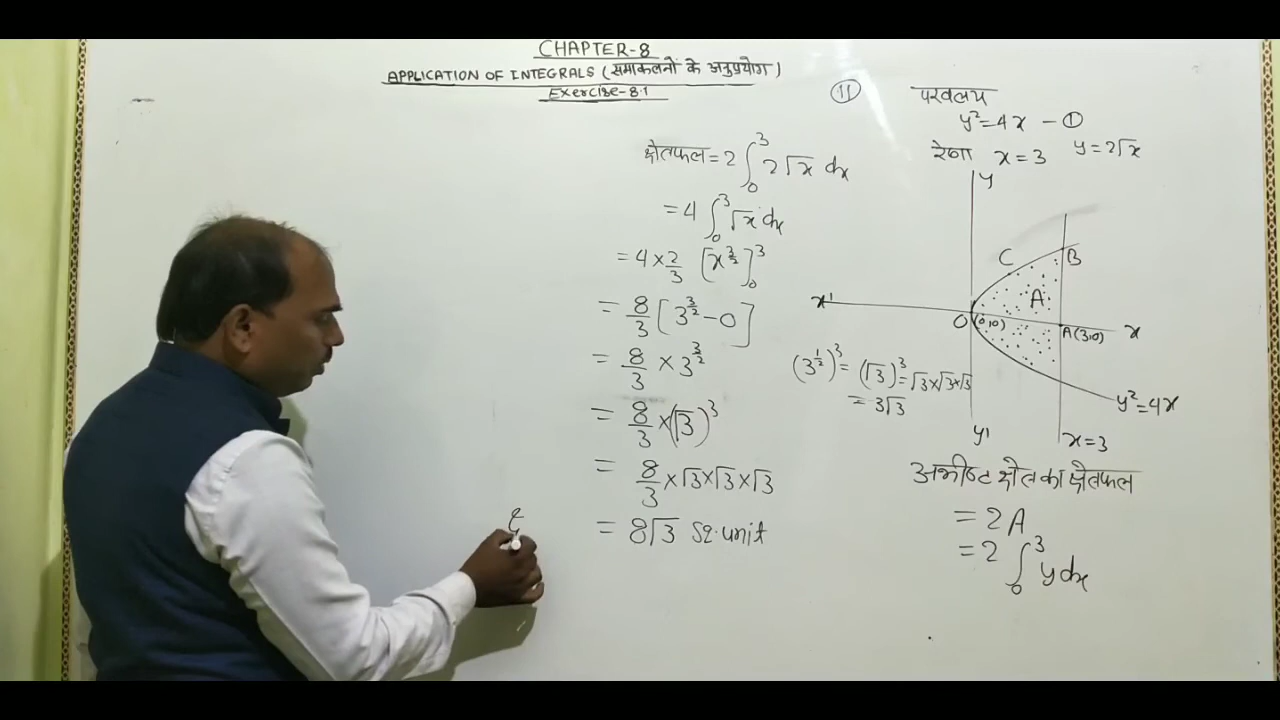 CHAPTER-8
APPLICATION OF INTEGRALS (समाकलनो के अनुप्रयोग)
Exercise-8.1
11
परवलय
y²=4x - ①
रेखा x=3 y=2√x
क्षेत्रफल = 2 ∫₀³ 2√x dx
= 4 ∫₀³ √x dx
= 4 × 2/3 [x^3/2]₀³
= 8/3 [3^3/2 - 0]
= 8/3 × 3^3/2
= 8/3 × (√3)³
= 8/3 × √3 × √3 × √3
= 8√3 Sq. unit
(3^1/2)³ = (√3)³ = √3×√3×√3
= 3√3
y
C
B
A
x'
O
(0,0)
A(3,0)
x
y²=4x
y'
x=3
अभीष्ट क्षेत्र का क्षेत्रफल
= 2A
= 2 ∫₀³ y dx